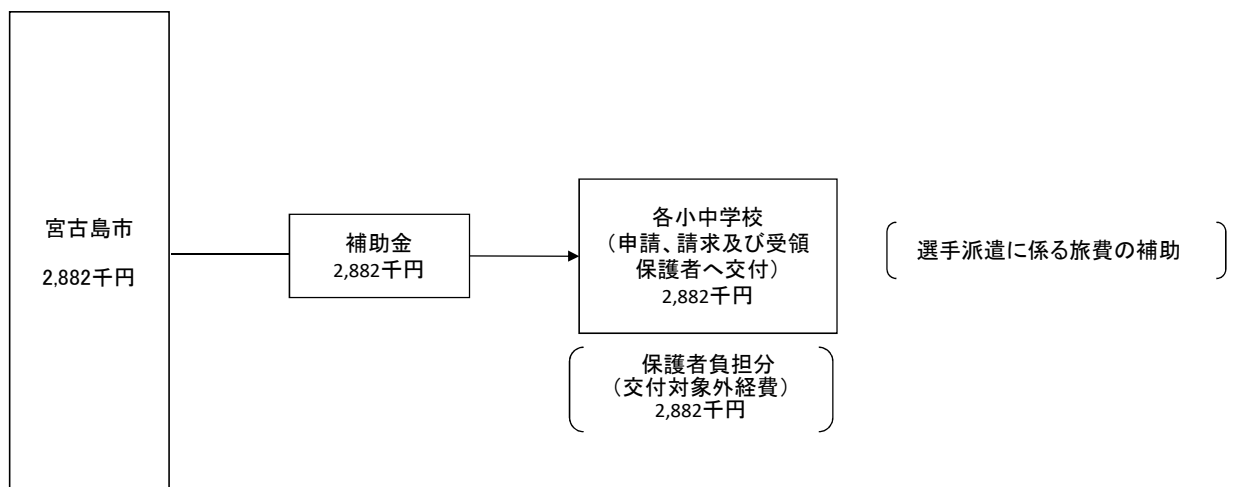 宮古島市
2,882千円
補助金
2,882千円
各小中学校
（申請、請求及び受領
保護者へ交付）
2,882千円
選手派遣に係る旅費の補助
保護者負担分
（交付対象外経費）
2,882千円